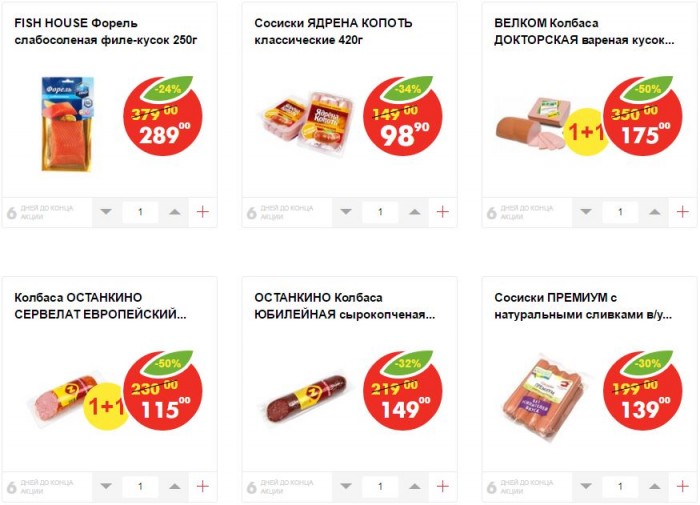 FISH HOUSE Форель
слабосоленая филе-кусок 250г
Форель
-24%
379 00
289 00
6 ДНЕЙ ДО КОНЦА
АКЦИИ
1
+
Сосиски ЯДРЕНА КОПОТЬ
классические 420г
Ядрёна
Копоть
-34%
149 00
98 90
6 ДНЕЙ ДО КОНЦА
АКЦИИ
1
+
ВЕЛКОМ Колбаса
ДОКТОРСКАЯ вареная кусок...
1+1
-50%
350 00
175 00
6 ДНЕЙ ДО КОНЦА
АКЦИИ
1
+
Колбаса ОСТАНКИНО
СЕРВЕЛАТ ЕВРОПЕЙСКИЙ...
1+1
-50%
230 00
115 00
6 ДНЕЙ ДО КОНЦА
АКЦИИ
1
+
ОСТАНКИНО Колбаса
ЮБИЛЕЙНАЯ сырокопченая...
-32%
219 00
149 00
6 ДНЕЙ ДО КОНЦА
АКЦИИ
1
+
Сосиски ПРЕМИУМ с
натуральными сливками в/у...
-30%
199 00
139 00
6 ДНЕЙ ДО КОНЦА
АКЦИИ
1
+